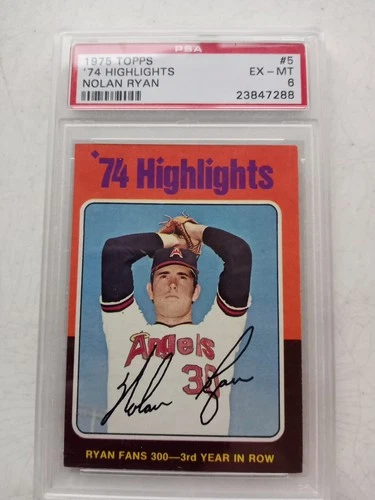 PSA
1975 TOPPS #5
'74 HIGHLIGHTS EX - MT
NOLAN RYAN 6
23847288
'74 Highlights
A
Angels
30
Nolan Ryan
RYAN FANS 300—3rd YEAR IN ROW